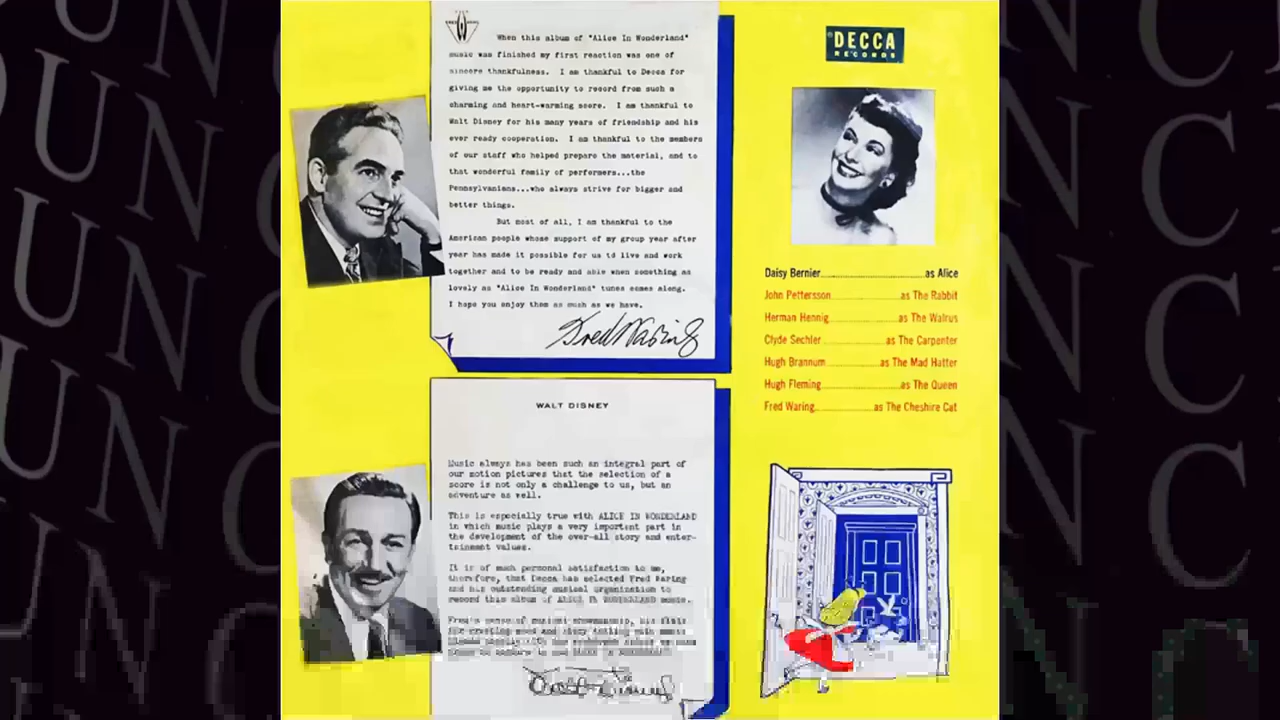 When this album of "Alice In Wonderland"
music was finished my first reaction was one of
sincere thankfulness. I am thankful to Decca for
giving me the opportunity to record from such a
charming and heart-warming score. I am thankful to
Walt Disney for his many years of friendship and his
ever ready cooperation. I am thankful to the members
of our staff who helped prepare the material, and to
that wonderful family of performers...the
Pennsylvanians...who always strive for bigger and
better things.
But most of all, I am thankful to the
American people whose support of my group year after
year has made it possible for us to live and work
together and to be ready and able when something as
lovely as "Alice In Wonderland" tunes comes along.
I hope you enjoy them as much as we have.
Fred Waring
WALT DISNEY
Music always has been such an integral part of
our motion pictures that the selection of a
score is not only a challenge to us, but an
adventure as well.
This is especially true with ALICE IN WONDERLAND
in which music plays a very important part in
the development of the over-all story and enter-
tainment values.
It is of much personal satisfaction to me,
therefore, that Decca has selected Fred Waring
and his outstanding musical organization to
record this album of ALICE IN WONDERLAND music.
DECCA
RECORDS
Daisy Bernier as Alice
John Pettersson as The Rabbit
Herman Hennig as The Walrus
Clyde Sechler as The Carpenter
Hugh Brannum as The Mad Hatter
Hugh Fleming as The Queen
Fred Waring as The Cheshire Cat